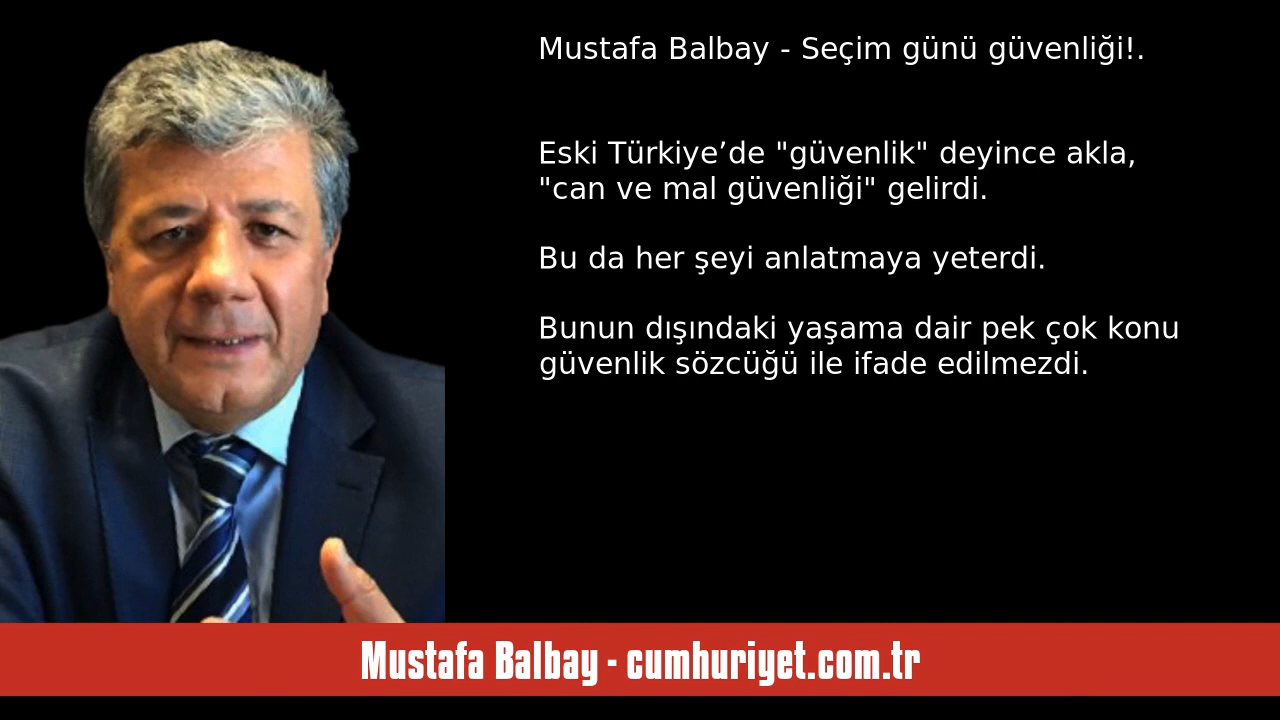 Mustafa Balbay - Seçim günü güvenliği!.
Eski Türkiye’de "güvenlik" deyince akla,
"can ve mal güvenliği" gelirdi.
Bu da her şeyi anlatmaya yeterdi.
Bunun dışındaki yaşama dair pek çok konu
güvenlik sözcüğü ile ifade edilmezdi.
Mustafa Balbay - cumhuriyet.com.tr